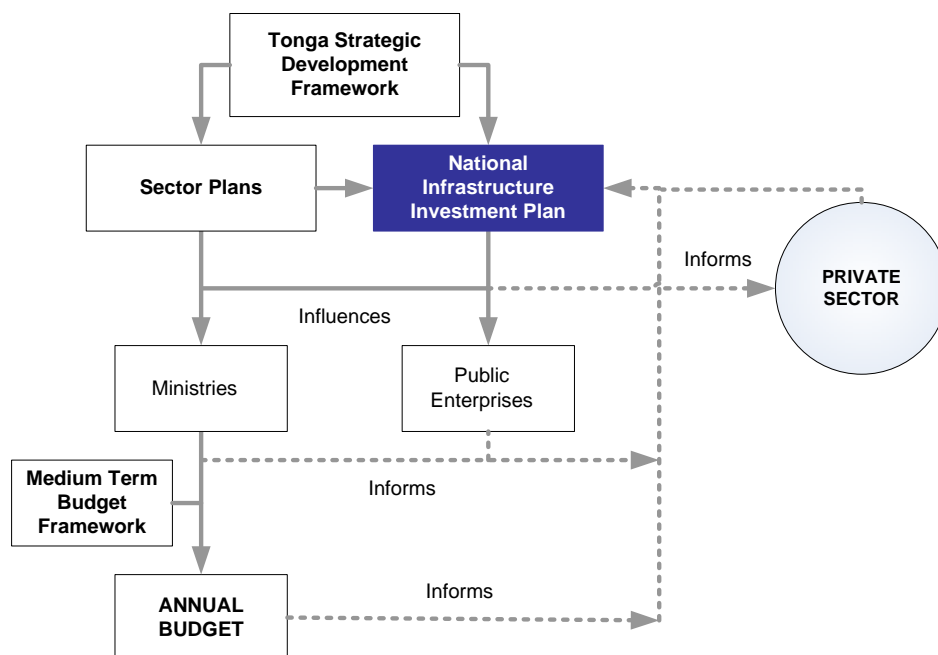 Tonga Strategic
Development
Framework
Sector Plans
National
Infrastructure
Investment Plan
Informs
PRIVATE
SECTOR
Influences
Ministries
Public
Enterprises
Medium Term
Budget
Framework
Informs
ANNUAL
BUDGET
Informs